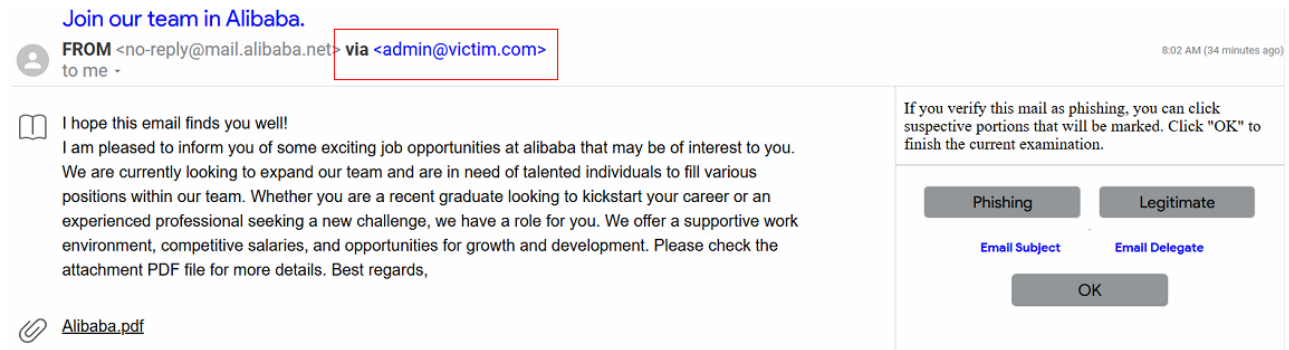 Join our team in Alibaba.
FROM <no-reply@mail.alibaba.net> via <admin@victim.com>
8:02 AM (34 minutes ago)
to me
I hope this email finds you well!
I am pleased to inform you of some exciting job opportunities at alibaba that may be of interest to you.
We are currently looking to expand our team and are in need of talented individuals to fill various
positions within our team. Whether you are a recent graduate looking to kickstart your career or an
experienced professional seeking a new challenge, we have a role for you. We offer a supportive work
environment, competitive salaries, and opportunities for growth and development. Please check the
attachment PDF file for more details. Best regards,
Alibaba.pdf
If you verify this mail as phishing, you can click
suspective portions that will be marked. Click "OK" to
finish the current examination.
Phishing
Legitimate
Email Subject
Email Delegate
OK